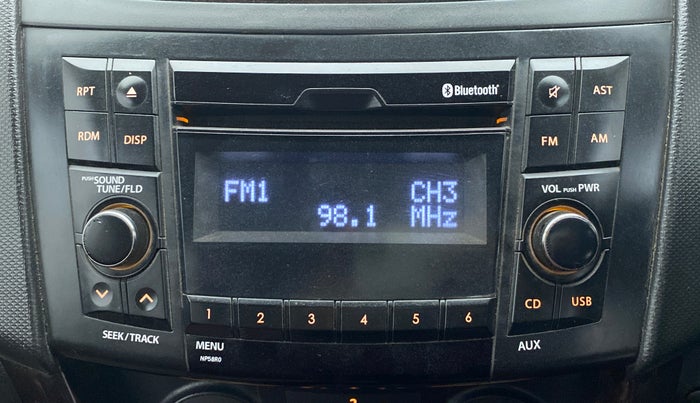 RPT
RDM
DISP
PUSH SOUND
TUNE/FLD
SEEK/TRACK
Bluetooth
FM1 CH3
98.1 MHz
1 2 3 4 5 6
MENU
NP58R0
AST
FM
AM
VOL PUSH PWR
CD
USB
AUX